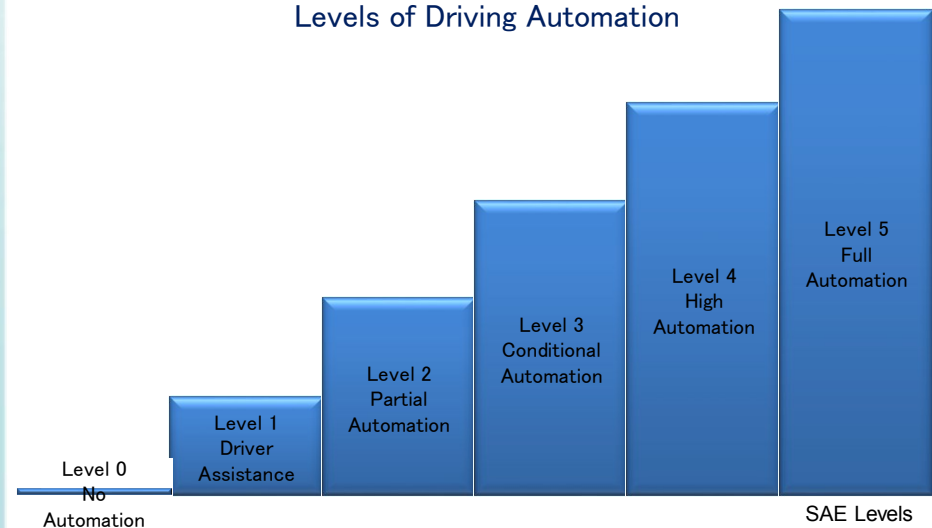 Levels of Driving Automation
Level 0
No
Automation
Level 1
Driver
Assistance
Level 2
Partial
Automation
Level 3
Conditional
Automation
Level 4
High
Automation
Level 5
Full
Automation
SAE Levels